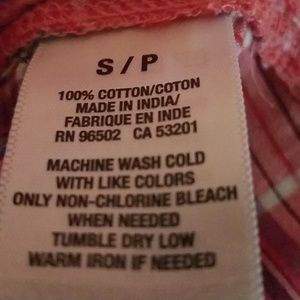 S / P
100% COTTON/COTON
MADE IN INDIA/
FABRIQUE EN INDE
RN 96502 CA 53201
MACHINE WASH COLD
WITH LIKE COLORS
ONLY NON-CHLORINE BLEACH
WHEN NEEDED
TUMBLE DRY LOW
WARM IRON IF NEEDED